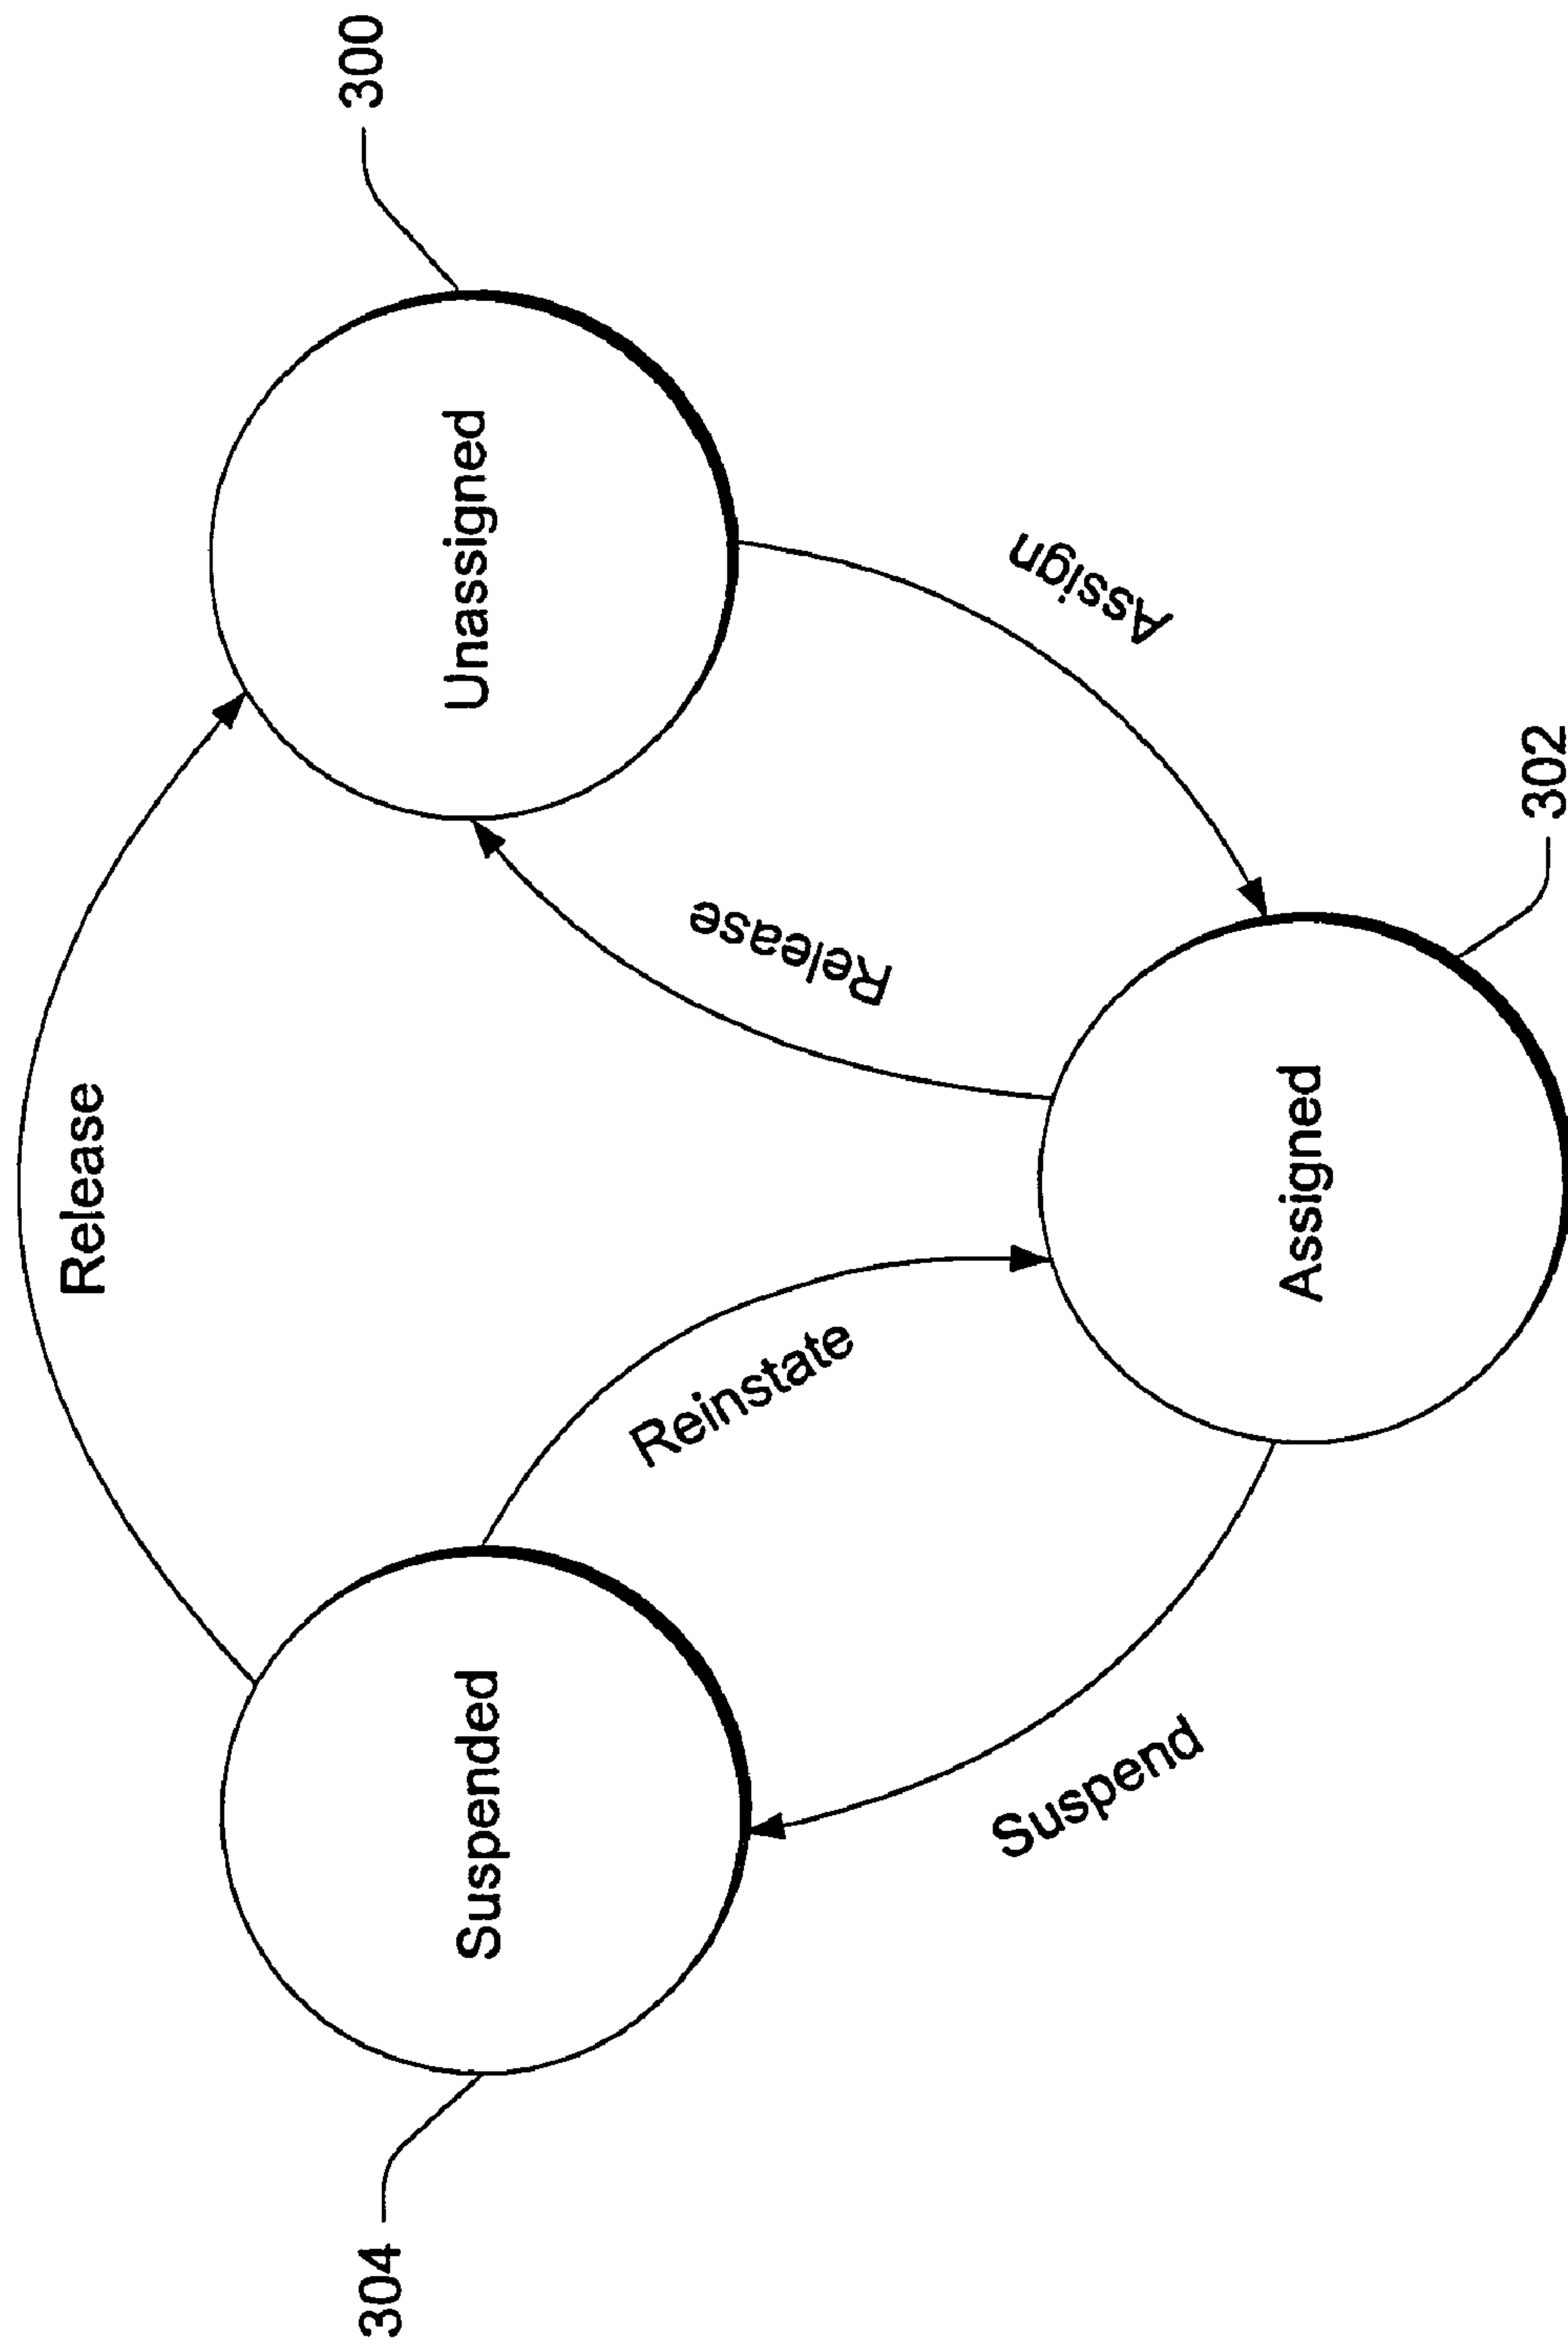 Release
304
Suspended
Unassigned
300
Reinstate
Release
Suspend
Assign
Assigned
302